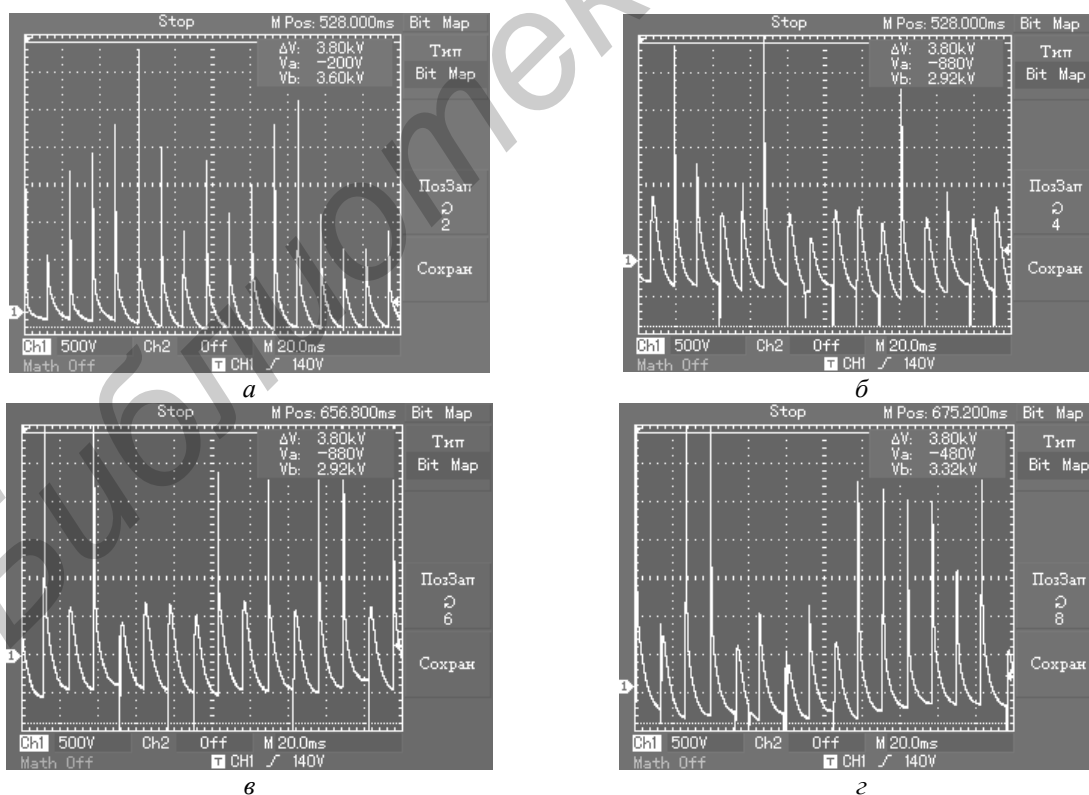 Stop M Pos: 528.000ms Bit Map
ΔV: 3.80kV
Va: -200V
Vb: 3.60kV
Тип
Bit Map
ПозЗап
2
Сохран
1
Ch1 500V Ch2 Off M 20.0ms
Math Off T CH1 140V
а
Stop M Pos: 528.000ms Bit Map
ΔV: 3.80kV
Va: -880V
Vb: 2.92kV
Тип
Bit Map
ПозЗап
4
Сохран
1
Ch1 500V Ch2 Off M 20.0ms
Math Off T CH1 140V
б
Stop M Pos: 656.800ms Bit Map
ΔV: 3.80kV
Va: -880V
Vb: 2.92kV
Тип
Bit Map
ПозЗап
6
Сохран
1
Ch1 500V Ch2 Off M 20.0ms
Math Off T CH1 140V
в
Stop M Pos: 675.200ms Bit Map
ΔV: 3.80kV
Va: -480V
Vb: 3.32kV
Тип
Bit Map
ПозЗап
8
Сохран
1
Ch1 500V Ch2 Off M 20.0ms
Math Off T CH1 140V
г
Библиотек